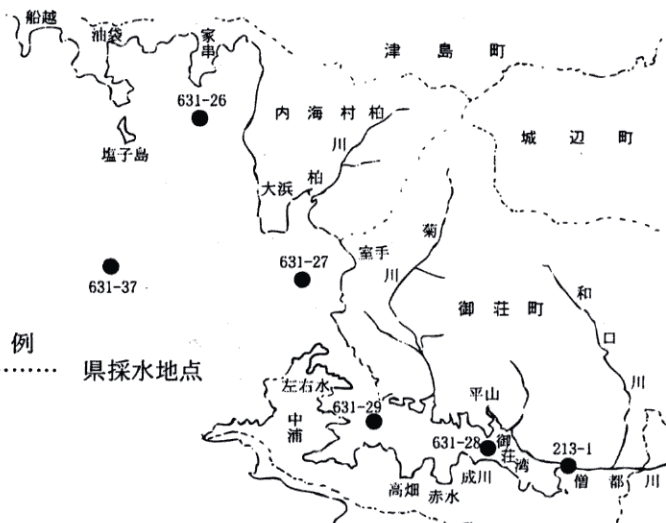 船越
油袋
家串
津島町
631-26
内海村柏
塩子島
城辺町
川
柏
大浜
菊
室手
川
631-37
631-27
和
口
川
御荘町
例
県採水地点
左右水
中浦
631-29
平山
631-28
御荘湾
213-1
高畑
赤水
成川
僧都川